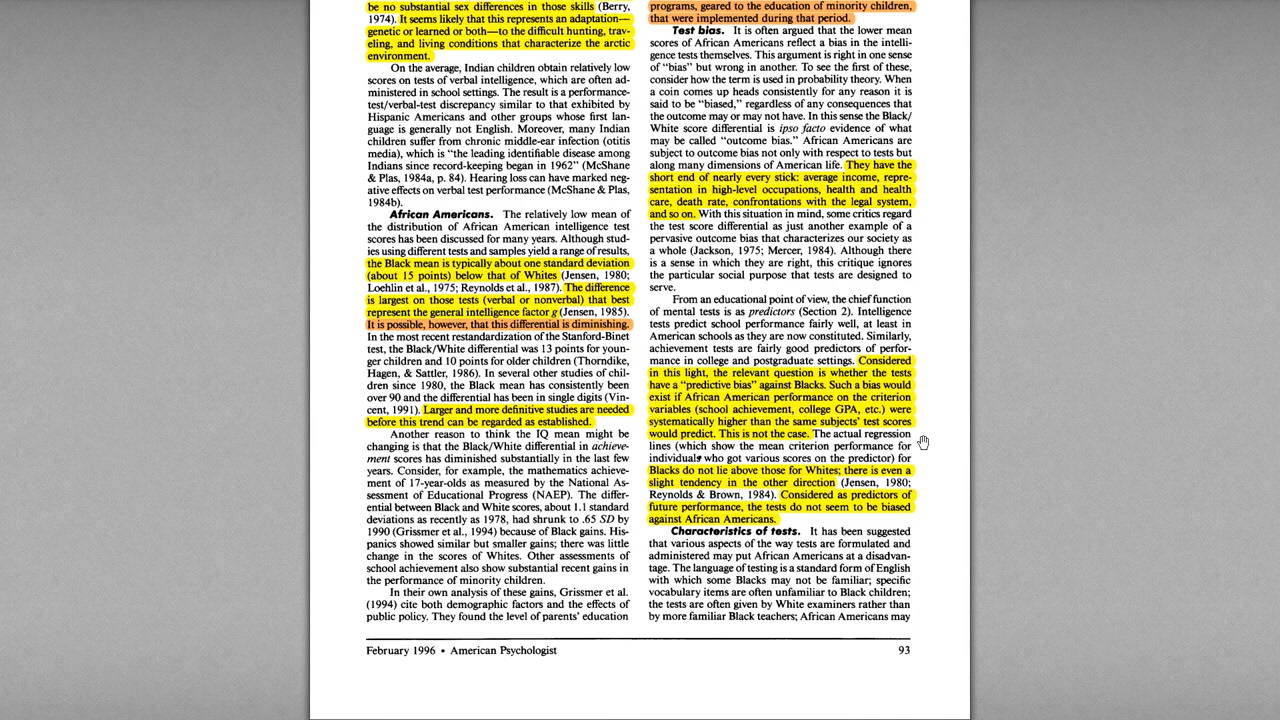 be no substantial sex differences in those skills (Berry,
1974). It seems likely that this represents an adaptation—
genetic or learned or both—to the difficult hunting, trav-
eling, and living conditions that characterize the arctic
environment.
On the average, Indian children obtain relatively low
scores on tests of verbal intelligence, which are often ad-
ministered in school settings. The result is a performance-
test/verbal-test discrepancy similar to that exhibited by
Hispanic Americans and other groups whose first lan-
guage is generally not English. Moreover, many Indian
children suffer from chronic middle-ear infection (otitis
media), which is "the leading identifiable disease among
Indians since record-keeping began in 1962" (McShane
& Plas, 1984a, p. 84). Hearing loss can have marked neg-
ative effects on verbal test performance (McShane & Plas,
1984b).
African Americans. The relatively low mean of
the distribution of African American intelligence test
scores has been discussed for many years. Although stud-
ies using different tests and samples yield a range of results,
the Black mean is typically about one standard deviation
(about 15 points) below that of Whites (Jensen, 1980;
Loehlin et al., 1975; Reynolds et al., 1987). The difference
is largest on those tests (verbal or nonverbal) that best
represent the general intelligence factor g (Jensen, 1985).
It is possible, however, that this differential is diminishing.
In the most recent restandardization of the Stanford-Binet
test, the Black/White differential was 13 points for youn-
ger children and 10 points for older children (Thorndike,
Hagen, & Sattler, 1986). In several other studies of chil-
dren since 1980, the Black mean has consistently been
over 90 and the differential has been in single digits (Vin-
cent, 1991). Larger and more definitive studies are needed
before this trend can be regarded as established.
Another reason to think the IQ mean might be
changing is that the Black/White differential in achieve-
ment scores has diminished substantially in the last few
years. Consider, for example, the mathematics achieve-
ment of 17-year-olds as measured by the National As-
sessment of Educational Progress (NAEP). The differ-
ential between Black and White scores, about 1.1 standard
deviations as recently as 1978, had shrunk to .65 SD by
1990 (Grissmer et al., 1994) because of Black gains. His-
panics showed similar but smaller gains; there was little
change in the scores of Whites. Other assessments of
school achievement also show substantial recent gains in
the performance of minority children.
In their own analysis of these gains, Grissmer et al.
(1994) cite both demographic factors and the effects of
public policy. They found the level of parents' education
programs, geared to the education of minority children,
that were implemented during that period.
Test bias. It is often argued that the lower mean
scores of African Americans reflect a bias in the intelli-
gence tests themselves. This argument is right in one sense
of "bias" but wrong in another. To see the first of these,
consider how the term is used in probability theory. When
a coin comes up heads consistently for any reason it is
said to be "biased," regardless of any consequences that
the outcome may or may not have. In this sense the Black/
White score differential is ipso facto evidence of what
may be called "outcome bias." African Americans are
subject to outcome bias not only with respect to tests but
along many dimensions of American life. They have the
short end of nearly every stick: average income, repre-
sentation in high-level occupations, health and health
care, death rate, confrontations with the legal system,
and so on. With this situation in mind, some critics regard
the test score differential as just another example of a
pervasive outcome bias that characterizes our society as
a whole (Jackson, 1975; Mercer, 1984). Although there
is a sense in which they are right, this critique ignores
the particular social purpose that tests are designed to
serve.
From an educational point of view, the chief function
of mental tests is as predictors (Section 2). Intelligence
tests predict school performance fairly well, at least in
American schools as they are now constituted. Similarly,
achievement tests are fairly good predictors of perfor-
mance in college and postgraduate settings. Considered
in this light, the relevant question is whether the tests
have a "predictive bias" against Blacks. Such a bias would
exist if African American performance on the criterion
variables (school achievement, college GPA, etc.) were
systematically higher than the same subjects' test scores
would predict. This is not the case. The actual regression
lines (which show the mean criterion performance for
individuals who got various scores on the predictor) for
Blacks do not lie above those for Whites; there is even a
slight tendency in the other direction (Jensen, 1980;
Reynolds & Brown, 1984). Considered as predictors of
future performance, the tests do not seem to be biased
against African Americans.
Characteristics of tests. It has been suggested
that various aspects of the way tests are formulated and
administered may put African Americans at a disadvan-
tage. The language of testing is a standard form of English
with which some Blacks may not be familiar; specific
vocabulary items are often unfamiliar to Black children;
the tests are often given by White examiners rather than
by more familiar Black teachers; African Americans may
February 1996 • American Psychologist
93